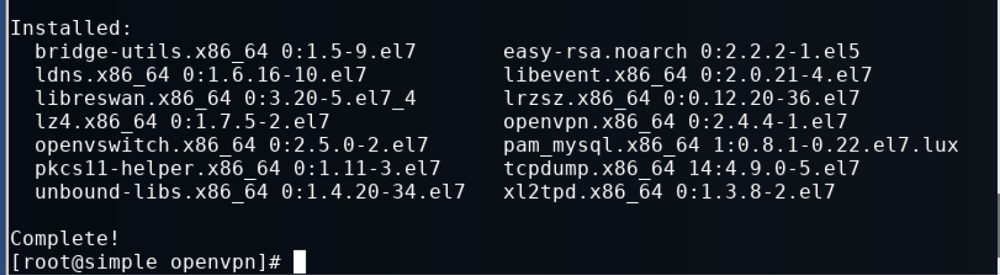 Installed:
  bridge-utils.x86_64 0:1.5-9.el7       easy-rsa.noarch 0:2.2.2-1.el5
  ldns.x86_64 0:1.6.16-10.el7           libevent.x86_64 0:2.0.21-4.el7
  libreswan.x86_64 0:3.20-5.el7_4       lrzsz.x86_64 0:0.12.20-36.el7
  lz4.x86_64 0:1.7.5-2.el7              openvpn.x86_64 0:2.4.4-1.el7
  openvswitch.x86_64 0:2.5.0-2.el7      pam_mysql.x86_64 1:0.8.1-0.22.el7.lux
  pkcs11-helper.x86_64 0:1.11-3.el7     tcpdump.x86_64 14:4.9.0-5.el7
  unbound-libs.x86_64 0:1.4.20-34.el7   xl2tpd.x86_64 0:1.3.8-2.el7
Complete!
[root@simple openvpn]#